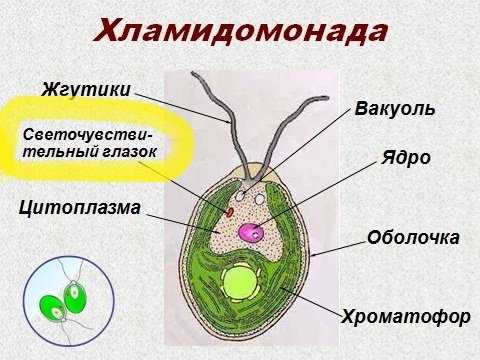 Хламидомонада
Жгутики
Светочувстви-
тельный глазок
Цитоплазма
Вакуоль
Ядро
Оболочка
Хроматофор